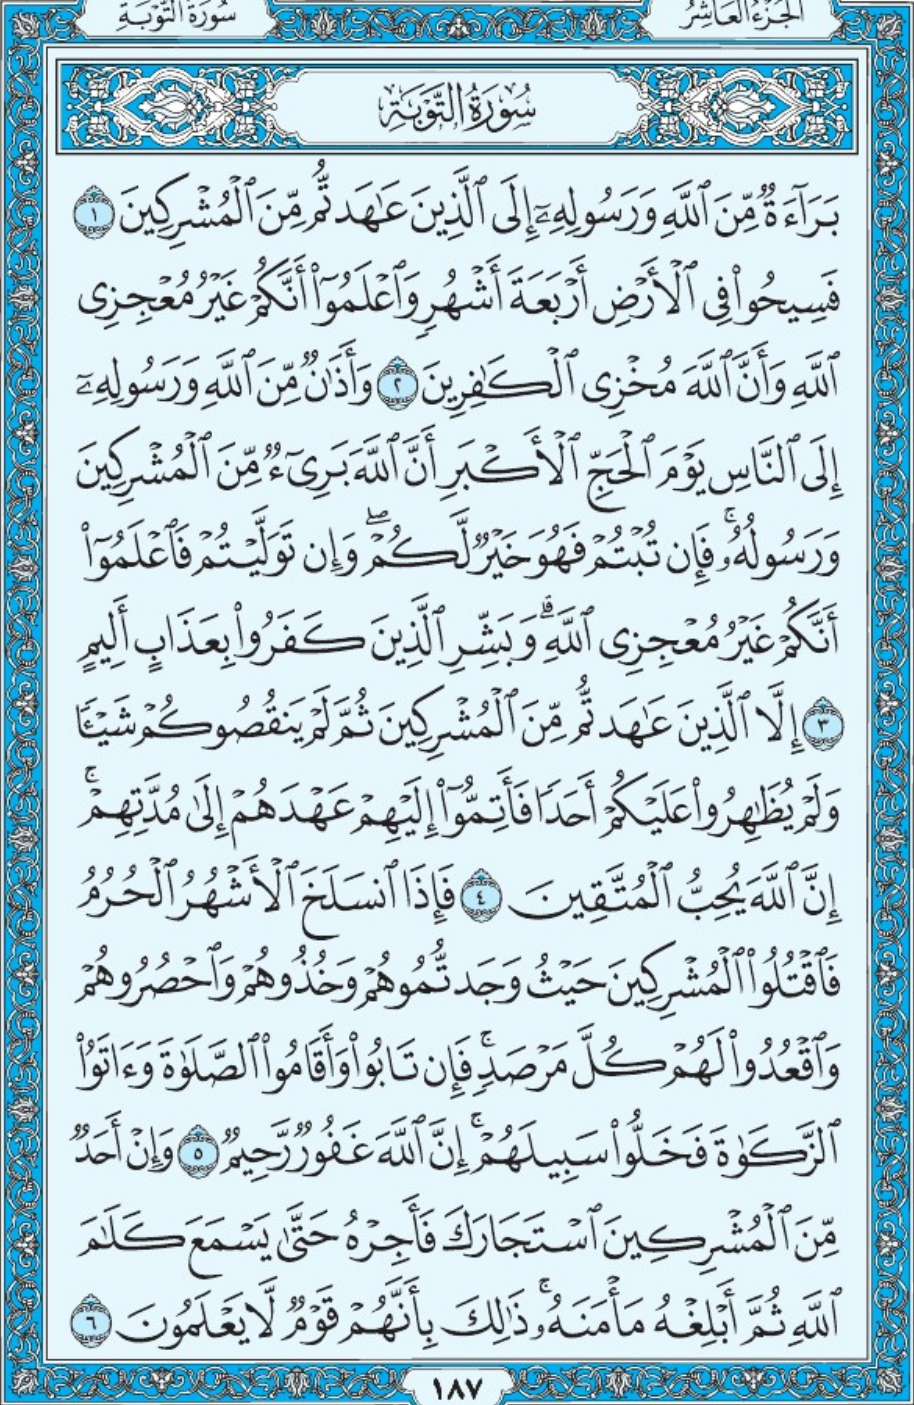 الجُزْءُ العَاشِرُ
سُورَةُ التَّوْبَةِ
سُورَةُ التَّوْبَةِ
بَرَآءَةٌ مِّنَ ٱللَّهِ وَرَسُولِهِۦٓ إِلَى ٱلَّذِينَ عَٰهَدتُّم مِّنَ ٱلْمُشْرِكِينَ ١
فَسِيحُوا۟ فِى ٱلْأَرْضِ أَرْبَعَةَ أَشْهُرٍ وَٱعْلَمُوٓا۟ أَنَّكُمْ غَيْرُ مُعْجِزِى
ٱللَّهِ وَأَنَّ ٱللَّهَ مُخْزِى ٱلْكَٰفِرِينَ ٢ وَأَذَٰنٌ مِّنَ ٱللَّهِ وَرَسُولِهِۦٓ
إِلَى ٱلنَّاسِ يَوْمَ ٱلْحَجِّ ٱلْأَكْبَرِ أَنَّ ٱللَّهَ بَرِىٓءٌ مِّنَ ٱلْمُشْرِكِينَ
وَرَسُولُهُۥ ۚ فَإِن تُبْتُمْ فَهُوَ خَيْرٌ لَّكُمْ ۖ وَإِن تَوَلَّيْتُمْ فَٱعْلَمُوٓا۟
أَنَّكُمْ غَيْرُ مُعْجِزِى ٱللَّهِ ۗ وَبَشِّرِ ٱلَّذِينَ كَفَرُوا۟ بِعَذَابٍ أَلِيمٍ
٣ إِلَّا ٱلَّذِينَ عَٰهَدتُّم مِّنَ ٱلْمُشْرِكِينَ ثُمَّ لَمْ يَنقُصُوكُمْ شَيْـًٔا
وَلَمْ يُظَٰهِرُوا۟ عَلَيْكُمْ أَحَدًا فَأَتِمُّوٓا۟ إِلَيْهِمْ عَهْدَهُمْ إِلَىٰ مُدَّتِهِمْ ۚ
إِنَّ ٱللَّهَ يُحِبُّ ٱلْمُتَّقِينَ ٤ فَإِذَا ٱنسَلَخَ ٱلْأَشْهُرُ ٱلْحُرُمُ
فَٱقْتُلُوا۟ ٱلْمُشْرِكِينَ حَيْثُ وَجَدتُّمُوهُمْ وَخُذُوهُمْ وَٱحْصُرُوهُمْ
وَٱقْعُدُوا۟ لَهُمْ كُلَّ مَرْصَدٍ ۚ فَإِن تَابُوا۟ وَأَقَامُوا۟ ٱلصَّلَوٰةَ وَءَاتَوُا۟
ٱلزَّكَوٰةَ فَخَلُّوا۟ سَبِيلَهُمْ ۚ إِنَّ ٱللَّهَ غَفُورٌ رَّحِيمٌ ٥ وَإِنْ أَحَدٌ
مِّنَ ٱلْمُشْرِكِينَ ٱسْتَجَارَكَ فَأَجِرْهُ حَتَّىٰ يَسْمَعَ كَلَٰمَ
ٱللَّهِ ثُمَّ أَبْلِغْهُ مَأْمَنَهُۥ ۚ ذَٰلِكَ بِأَنَّهُمْ قَوْمٌ لَّا يَعْلَمُونَ ٦
١٨٧